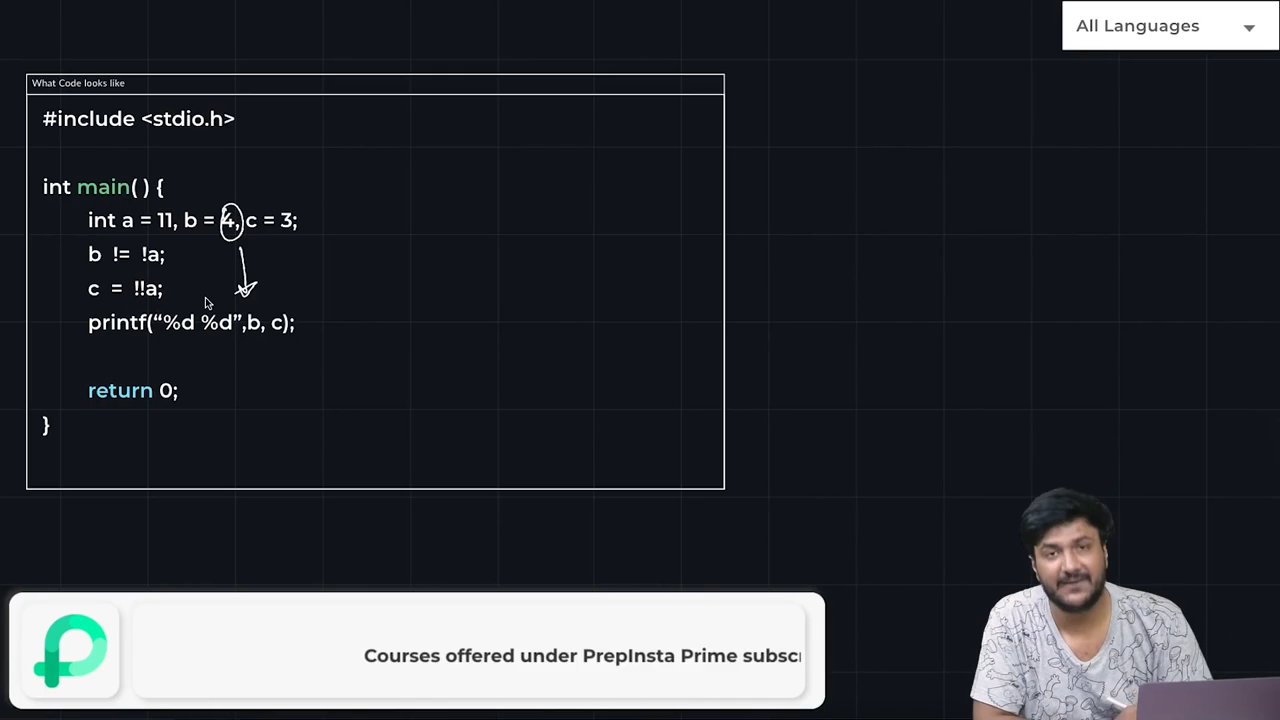 All Languages
What Code looks like
#include <stdio.h>
int main( ) {
int a = 11, b = 4, c = 3;
b != !a;
c = !!a;
printf(“%d %d”,b, c);
return 0;
}
Courses offered under PrepInsta Prime subsc